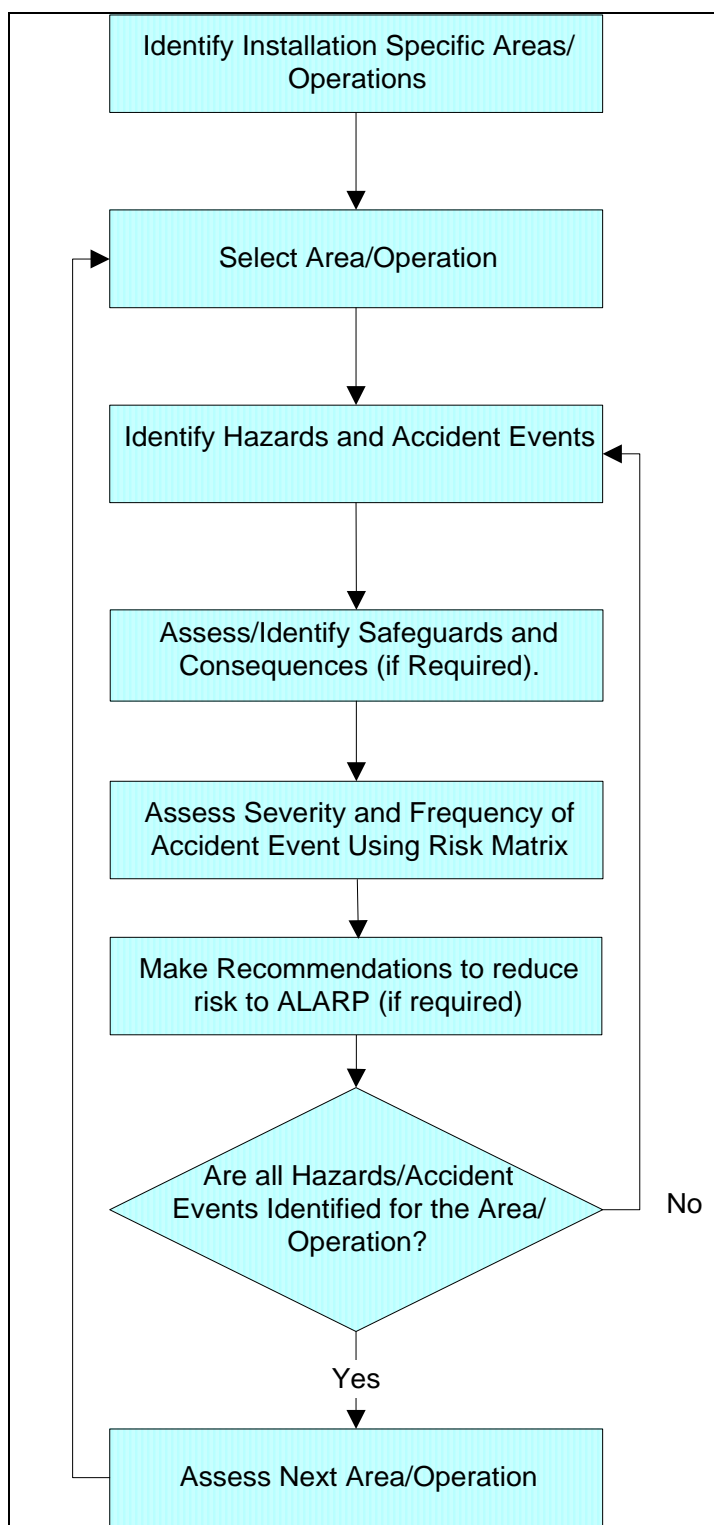 Identify Installation Specific Areas/
Operations
Select Area/Operation
Identify Hazards and Accident Events
Assess/Identify Safeguards and
Consequences (if Required).
Assess Severity and Frequency of
Accident Event Using Risk Matrix
Make Recommendations to reduce
risk to ALARP (if required)
Are all Hazards/Accident
Events Identified for the Area/
Operation?
No
Yes
Assess Next Area/Operation